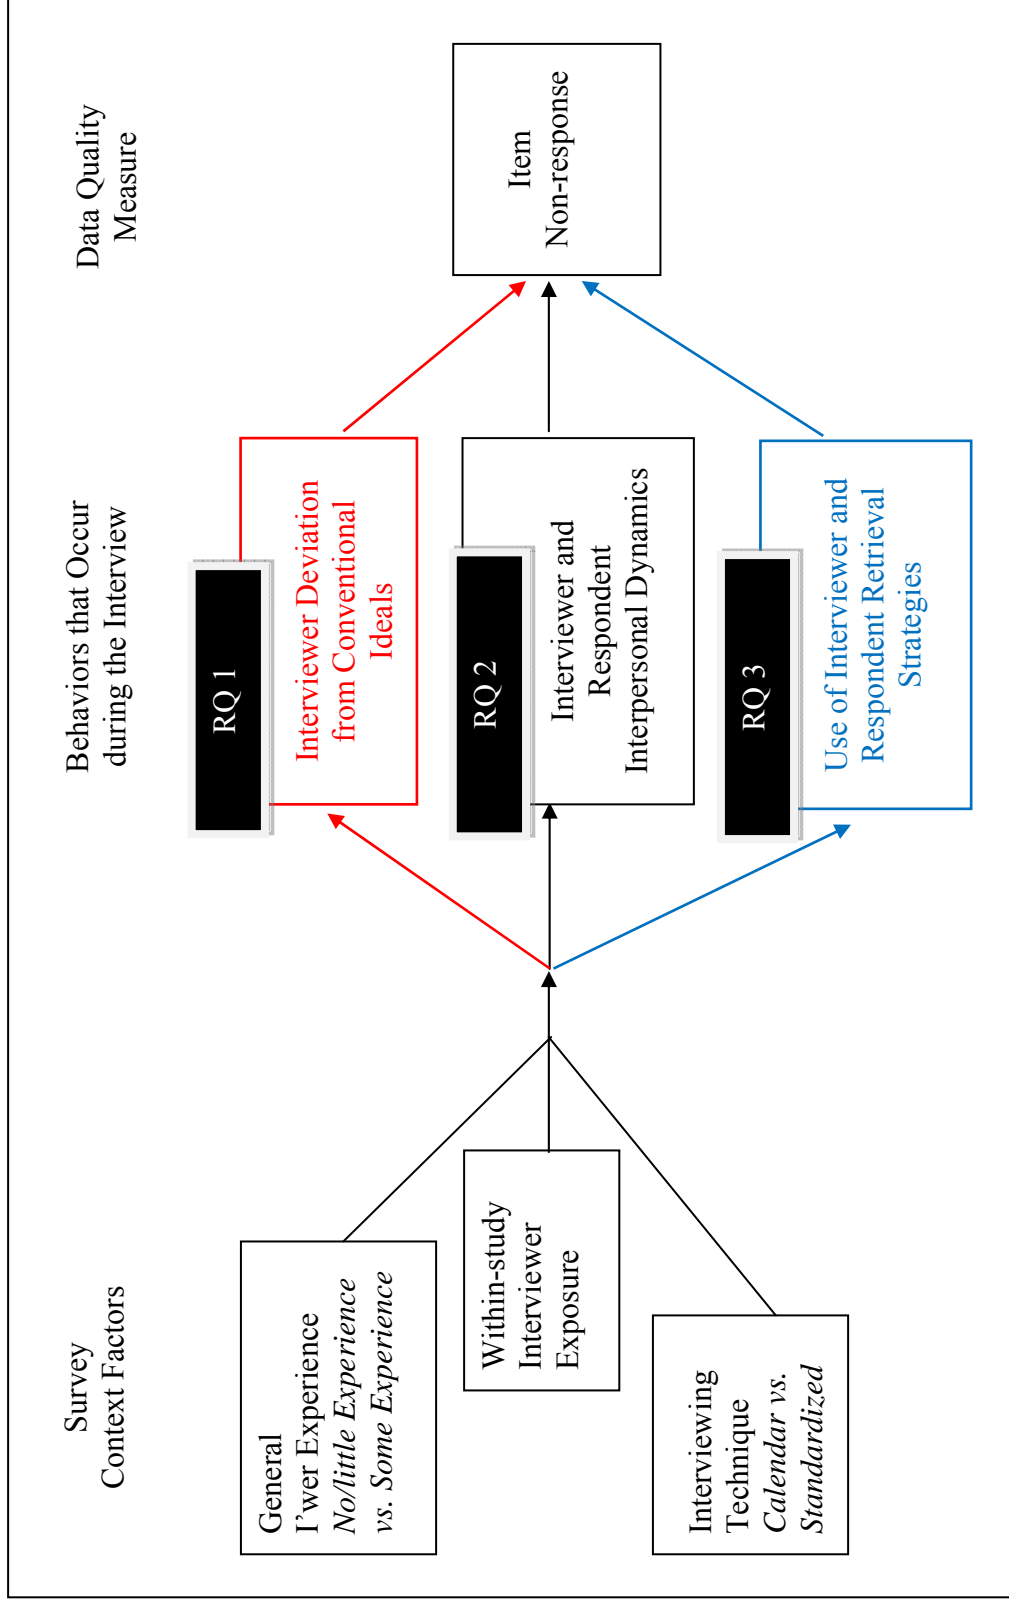 Survey
Context Factors
General
I'wer Experience
No/little Experience
vs. Some Experience
Within-study
Interviewer
Exposure
Interviewing
Technique
Calendar vs.
Standardized
Behaviors that Occur
during the Interview
RQ 1
Interviewer Deviation
from Conventional
Ideals
RQ 2
Interviewer and
Respondent
Interpersonal Dynamics
RQ 3
Use of Interviewer and
Respondent Retrieval
Strategies
Data Quality
Measure
Item
Non-response